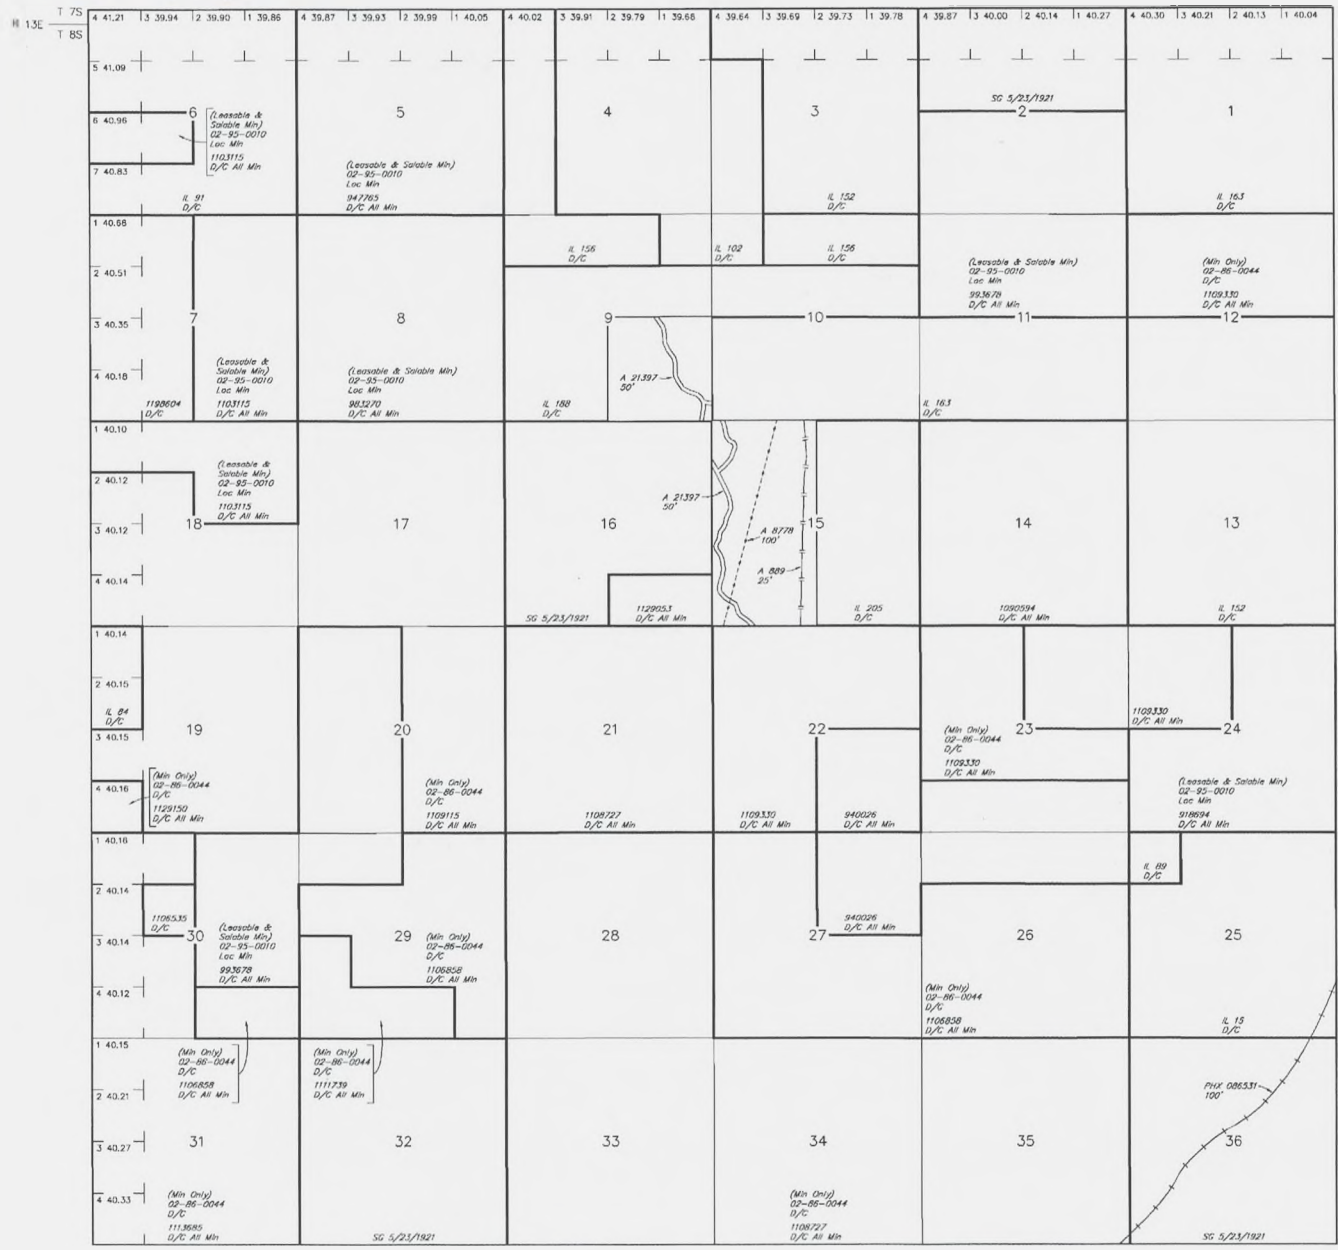 T 7S
R 13E
T 8S
4 41.21 3 39.94 2 39.90 1 39.86 4 39.87 3 39.93 2 39.99 1 40.05 4 40.02 3 39.91 2 39.79 1 39.68 4 39.64 3 39.69 2 39.73 1 39.78 4 39.87 3 40.00 2 40.14 1 40.27 4 40.30 3 40.21 2 40.13 1 40.04
5 41.09
6 40.96
7 40.83
6
(Leasable &
Salable Min)
02-95-0010
Loc Min
1103115
D/C All Min
IL 91
D/C
5
(Leasable & Salable Min)
02-95-0010
Loc Min
947765
D/C All Min
4
3
IL 152
D/C
SG 5/23/1921
2
1
IL 163
D/C
1 40.68
2 40.51
3 40.35
4 40.18
7
1198604
D/C
(Leasable &
Salable Min)
02-95-0010
Loc Min
1103115
D/C All Min
8
(Leasable & Salable Min)
02-95-0010
Loc Min
983270
D/C All Min
IL 156
D/C
9
A 21397
50'
IL 188
D/C
IL 102
D/C
IL 156
D/C
10
(Leasable & Salable Min)
02-95-0010
Loc Min
993678
D/C All Min
11
IL 163
D/C
(Min Only)
02-86-0044
D/C
1109330
D/C All Min
12
1 40.10
2 40.12
3 40.12
4 40.14
(Leasable &
Salable Min)
02-95-0010
Loc Min
1103115
D/C All Min
18
17
16
A 21397
50'
SG 5/23/1921
1129053
D/C All Min
15
A 8778
100'
A 889
25'
IL 205
D/C
14
1090594
D/C All Min
13
IL 152
D/C
1 40.14
2 40.15
IL 84
D/C
3 40.15
4 40.16
19
(Min Only)
02-86-0044
D/C
1129150
D/C All Min
20
(Min Only)
02-86-0044
D/C
1109115
D/C All Min
21
1108727
D/C All Min
22
1109330
D/C All Min
940026
D/C All Min
23
(Min Only)
02-86-0044
D/C
1109330
D/C All Min
1109330
D/C All Min
24
(Leasable & Salable Min)
02-95-0010
Loc Min
918694
D/C All Min
1 40.16
2 40.14
3 40.14
4 40.12
1106535
D/C
30
(Leasable &
Salable Min)
02-95-0010
Loc Min
993678
D/C All Min
29
(Min Only)
02-86-0044
D/C
1106858
D/C All Min
28
27
940026
D/C All Min
26
(Min Only)
02-86-0044
D/C
1106858
D/C All Min
IL 89
D/C
25
IL 15
D/C
1 40.15
2 40.21
3 40.27
4 40.33
(Min Only)
02-86-0044
D/C
1106858
D/C All Min
31
(Min Only)
02-86-0044
D/C
1113685
D/C All Min
(Min Only)
02-86-0044
D/C
1111739
D/C All Min
32
SG 5/23/1921
33
34
(Min Only)
02-86-0044
D/C
1108727
D/C All Min
35
PHX 086531
100'
36
SG 5/23/1921